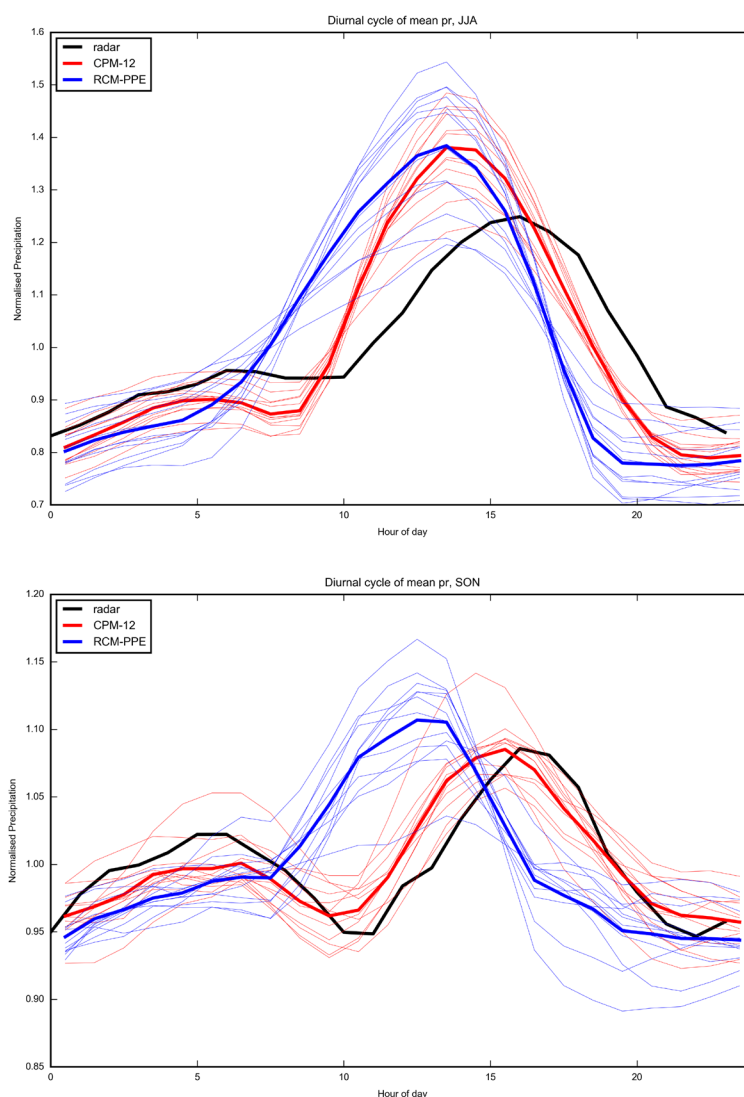 Diurnal cycle of mean pr, JJA
1.6
1.5
1.4
1.3
1.2
1.1
1.0
0.9
0.8
0.7
Normalised Precipitation
radar
CPM-12
RCM-PPE
0 5 10 15 20
Hour of day
Diurnal cycle of mean pr, SON
1.20
1.15
1.10
1.05
1.00
0.95
0.90
0.85
Normalised Precipitation
radar
CPM-12
RCM-PPE
0 5 10 15 20
Hour of day